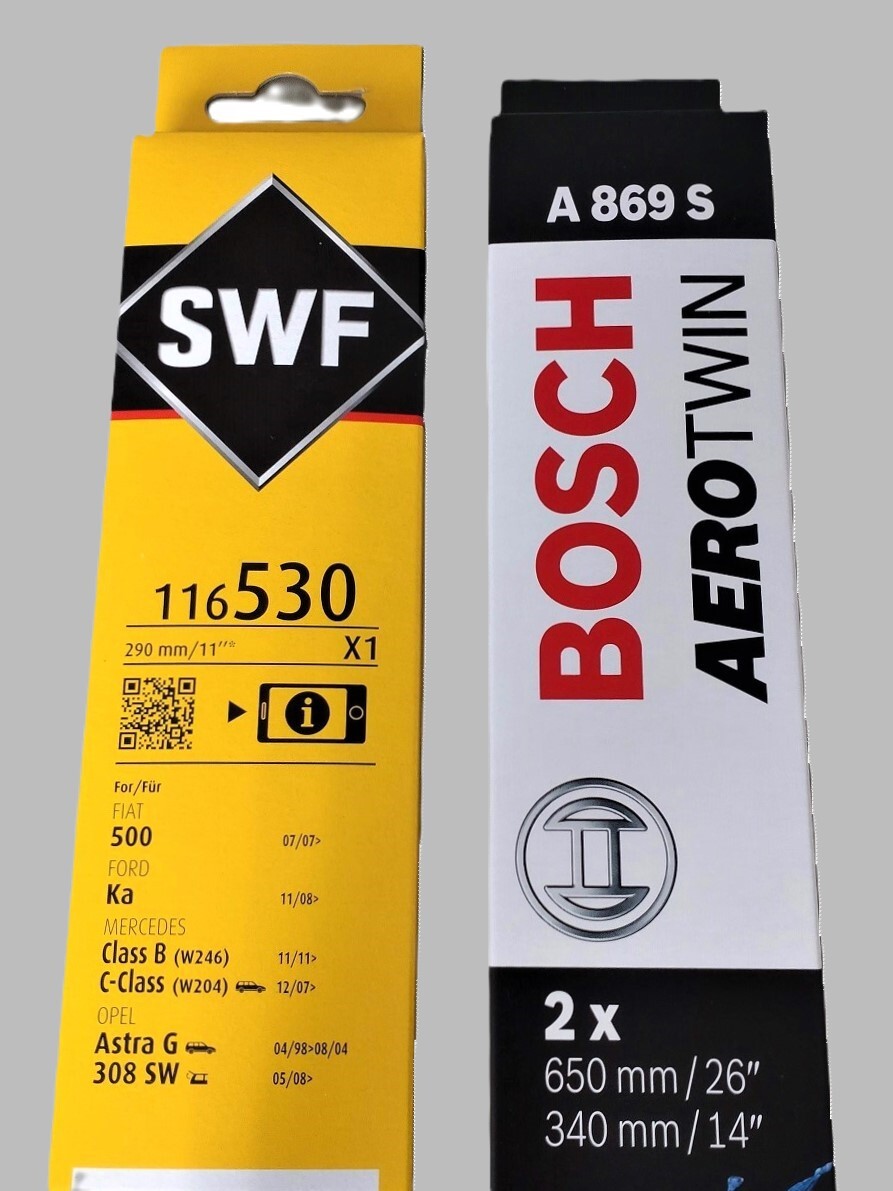 SWF
116530
290 mm/11″* X1
For/Für
FIAT
500 07/07>
FORD
Ka 11/08>
MERCEDES
Class B (W246) 11/11>
C-Class (W204) 12/07>
OPEL
Astra G 04/98>08/04
308 SW 05/08>
A 869 S
BOSCH
AEROTWIN
2 x
650 mm / 26″
340 mm / 14″